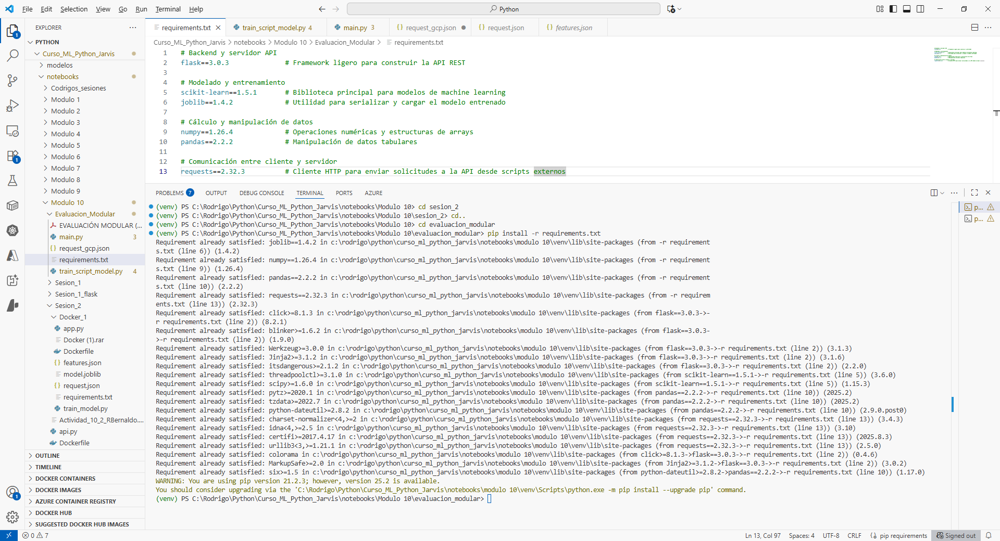 File Edit Selection View Go Run Terminal Help
Python
EXPLORER
requirements.txt
train_script_model.py 4
main.py 3
request_gcp.json
request.json
features.json
PYTHON
Curso_ML_Python_Jarvis
modelos
notebooks
Codrigos_sesiones
Modulo 1
Modulo 2
Modulo 3
Modulo 4
Modulo 5
Modulo 6
Modulo 7
Modulo 8
Modulo 9
Modulo 10
Evaluacion_Modular
EVALUACIÓN MODULAR (...
main.py 3
request_gcp.json
requirements.txt
train_script_model.py 4
Sesion_1
Sesion_1_flask
Sesion_2
Docker_1
app.py
Docker (1).rar
Dockerfile
features.json
model.joblib
request.json
requirements.txt
train_model.py
Actividad_10_2_RBernaldo....
api.py
Dockerfile
OUTLINE
TIMELINE
DOCKER CONTAINERS
DOCKER IMAGES
AZURE CONTAINER REGISTRY
DOCKER HUB
SUGGESTED DOCKER HUB IMAGES
Curso_ML_Python_Jarvis > notebooks > Modulo 10 > Evaluacion_Modular > requirements.txt
1 # Backend y servidor API
2 flask==3.0.3 # Framework ligero para construir la API REST
3
4 # Modelado y entrenamiento
5 scikit-learn==1.5.1 # Biblioteca principal para modelos de machine learning
6 joblib==1.4.2 # Utilidad para serializar y cargar el modelo entrenado
7
8 # Cálculo y manipulación de datos
9 numpy==1.26.4 # Operaciones numéricas y estructuras de arrays
10 pandas==2.2.2 # Manipulación de datos tabulares
11
12 # Comunicación entre cliente y servidor
13 requests==2.32.3 # Cliente HTTP para enviar solicitudes a la API desde scripts externos
PROBLEMS 7 OUTPUT DEBUG CONSOLE TERMINAL PORTS AZURE
(venv) PS C:\Rodrigo\Python\Curso_ML_Python_Jarvis\notebooks\Modulo 10> cd sesion_2
(venv) PS C:\Rodrigo\Python\Curso_ML_Python_Jarvis\notebooks\Modulo 10\sesion_2> cd..
(venv) PS C:\Rodrigo\Python\Curso_ML_Python_Jarvis\notebooks\Modulo 10> cd evaluacion_modular
(venv) PS C:\Rodrigo\Python\Curso_ML_Python_Jarvis\notebooks\Modulo 10\evaluacion_modular> pip install -r requirements.txt
Requirement already satisfied: joblib==1.4.2 in c:\rodrigo\python\curso_ml_python_jarvis\notebooks\modulo 10\venv\lib\site-packages (from -r requirement
s.txt (line 6)) (1.4.2)
Requirement already satisfied: numpy==1.26.4 in c:\rodrigo\python\curso_ml_python_jarvis\notebooks\modulo 10\venv\lib\site-packages (from -r requirement
s.txt (line 9)) (1.26.4)
Requirement already satisfied: pandas==2.2.2 in c:\rodrigo\python\curso_ml_python_jarvis\notebooks\modulo 10\venv\lib\site-packages (from -r requirement
s.txt (line 10)) (2.2.2)
Requirement already satisfied: requests==2.32.3 in c:\rodrigo\python\curso_ml_python_jarvis\notebooks\modulo 10\venv\lib\site-packages (from -r requirem
ents.txt (line 13)) (2.32.3)
Requirement already satisfied: click>=8.1.3 in c:\rodrigo\python\curso_ml_python_jarvis\notebooks\modulo 10\venv\lib\site-packages (from flask==3.0.3->-
r requirements.txt (line 2)) (8.2.1)
Requirement already satisfied: blinker>=1.6.2 in c:\rodrigo\python\curso_ml_python_jarvis\notebooks\modulo 10\venv\lib\site-packages (from flask==3.0.3-
>-r requirements.txt (line 2)) (1.9.0)
Requirement already satisfied: Werkzeug>=3.0.0 in c:\rodrigo\python\curso_ml_python_jarvis\notebooks\modulo 10\venv\lib\site-packages (from flask==3.0.3->-r requirements.txt (line 2)) (3.1.3)
Requirement already satisfied: Jinja2>=3.1.2 in c:\rodrigo\python\curso_ml_python_jarvis\notebooks\modulo 10\venv\lib\site-packages (from flask==3.0.3->-r requirements.txt (line 2)) (3.1.6)
Requirement already satisfied: itsdangerous>=2.1.2 in c:\rodrigo\python\curso_ml_python_jarvis\notebooks\modulo 10\venv\lib\site-packages (from flask==3.0.3->-r requirements.txt (line 2)) (2.2.0)
Requirement already satisfied: threadpoolctl>=3.1.0 in c:\rodrigo\python\curso_ml_python_jarvis\notebooks\modulo 10\venv\lib\site-packages (from scikit-learn==1.5.1->-r requirements.txt (line 5)) (3.6.0)
Requirement already satisfied: scipy>=1.6.0 in c:\rodrigo\python\curso_ml_python_jarvis\notebooks\modulo 10\venv\lib\site-packages (from scikit-learn==1.5.1->-r requirements.txt (line 5)) (1.15.3)
Requirement already satisfied: pytz>=2020.1 in c:\rodrigo\python\curso_ml_python_jarvis\notebooks\modulo 10\venv\lib\site-packages (from pandas==2.2.2->-r requirements.txt (line 10)) (2025.2)
Requirement already satisfied: tzdata>=2022.7 in c:\rodrigo\python\curso_ml_python_jarvis\notebooks\modulo 10\venv\lib\site-packages (from pandas==2.2.2->-r requirements.txt (line 10)) (2025.2)
Requirement already satisfied: python-dateutil>=2.8.2 in c:\rodrigo\python\curso_ml_python_jarvis\notebooks\modulo 10\venv\lib\site-packages (from pandas==2.2.2->-r requirements.txt (line 10)) (2.9.0.post0)
Requirement already satisfied: charset-normalizer<4,>=2 in c:\rodrigo\python\curso_ml_python_jarvis\notebooks\modulo 10\venv\lib\site-packages (from requests==2.32.3->-r requirements.txt (line 13)) (3.4.3)
Requirement already satisfied: idna<4,>=2.5 in c:\rodrigo\python\curso_ml_python_jarvis\notebooks\modulo 10\venv\lib\site-packages (from requests==2.32.3->-r requirements.txt (line 13)) (3.10)
Requirement already satisfied: certifi>=2017.4.17 in c:\rodrigo\python\curso_ml_python_jarvis\notebooks\modulo 10\venv\lib\site-packages (from requests==2.32.3->-r requirements.txt (line 13)) (2025.8.3)
Requirement already satisfied: urllib3<3,>=1.21.1 in c:\rodrigo\python\curso_ml_python_jarvis\notebooks\modulo 10\venv\lib\site-packages (from requests==2.32.3->-r requirements.txt (line 13)) (2.5.0)
Requirement already satisfied: colorama in c:\rodrigo\python\curso_ml_python_jarvis\notebooks\modulo 10\venv\lib\site-packages (from click>=8.1.3->flask==3.0.3->-r requirements.txt (line 2)) (0.4.6)
Requirement already satisfied: MarkupSafe>=2.0 in c:\rodrigo\python\curso_ml_python_jarvis\notebooks\modulo 10\venv\lib\site-packages (from Jinja2>=3.1.2->flask==3.0.3->-r requirements.txt (line 2)) (3.0.2)
Requirement already satisfied: six>=1.5 in c:\rodrigo\python\curso_ml_python_jarvis\notebooks\modulo 10\venv\lib\site-packages (from python-dateutil>=2.8.2->pandas==2.2.2->-r requirements.txt (line 10)) (1.17.0)
WARNING: You are using pip version 21.2.3; however, version 25.2 is available.
You should consider upgrading via the 'C:\Rodrigo\Python\Curso_ML_Python_Jarvis\notebooks\modulo 10\venv\Scripts\python.exe -m pip install --upgrade pip' command.
(venv) PS C:\Rodrigo\Python\Curso_ML_Python_Jarvis\notebooks\Modulo 10\evaluacion_modular>
p...
p...
1
1
1
0 7
Ln 13, Col 97 Spaces: 4 UTF-8 CRLF pip requirements Signed out